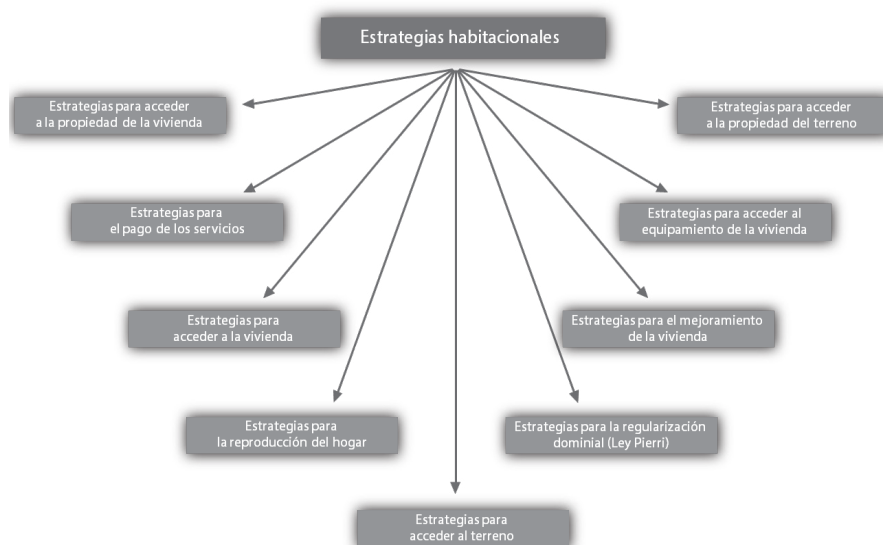 Estrategias habitacionales
Estrategias para acceder
a la propiedad de la vivienda
Estrategias para acceder
a la propiedad del terreno
Estrategias para
el pago de los servicios
Estrategias para acceder al
equipamiento de la vivienda
Estrategias para
acceder a la vivienda
Estrategias para el mejoramiento
de la vivienda
Estrategias para
la reproducción del hogar
Estrategias para la regularización
dominial (Ley Pierri)
Estrategias para
acceder al terreno